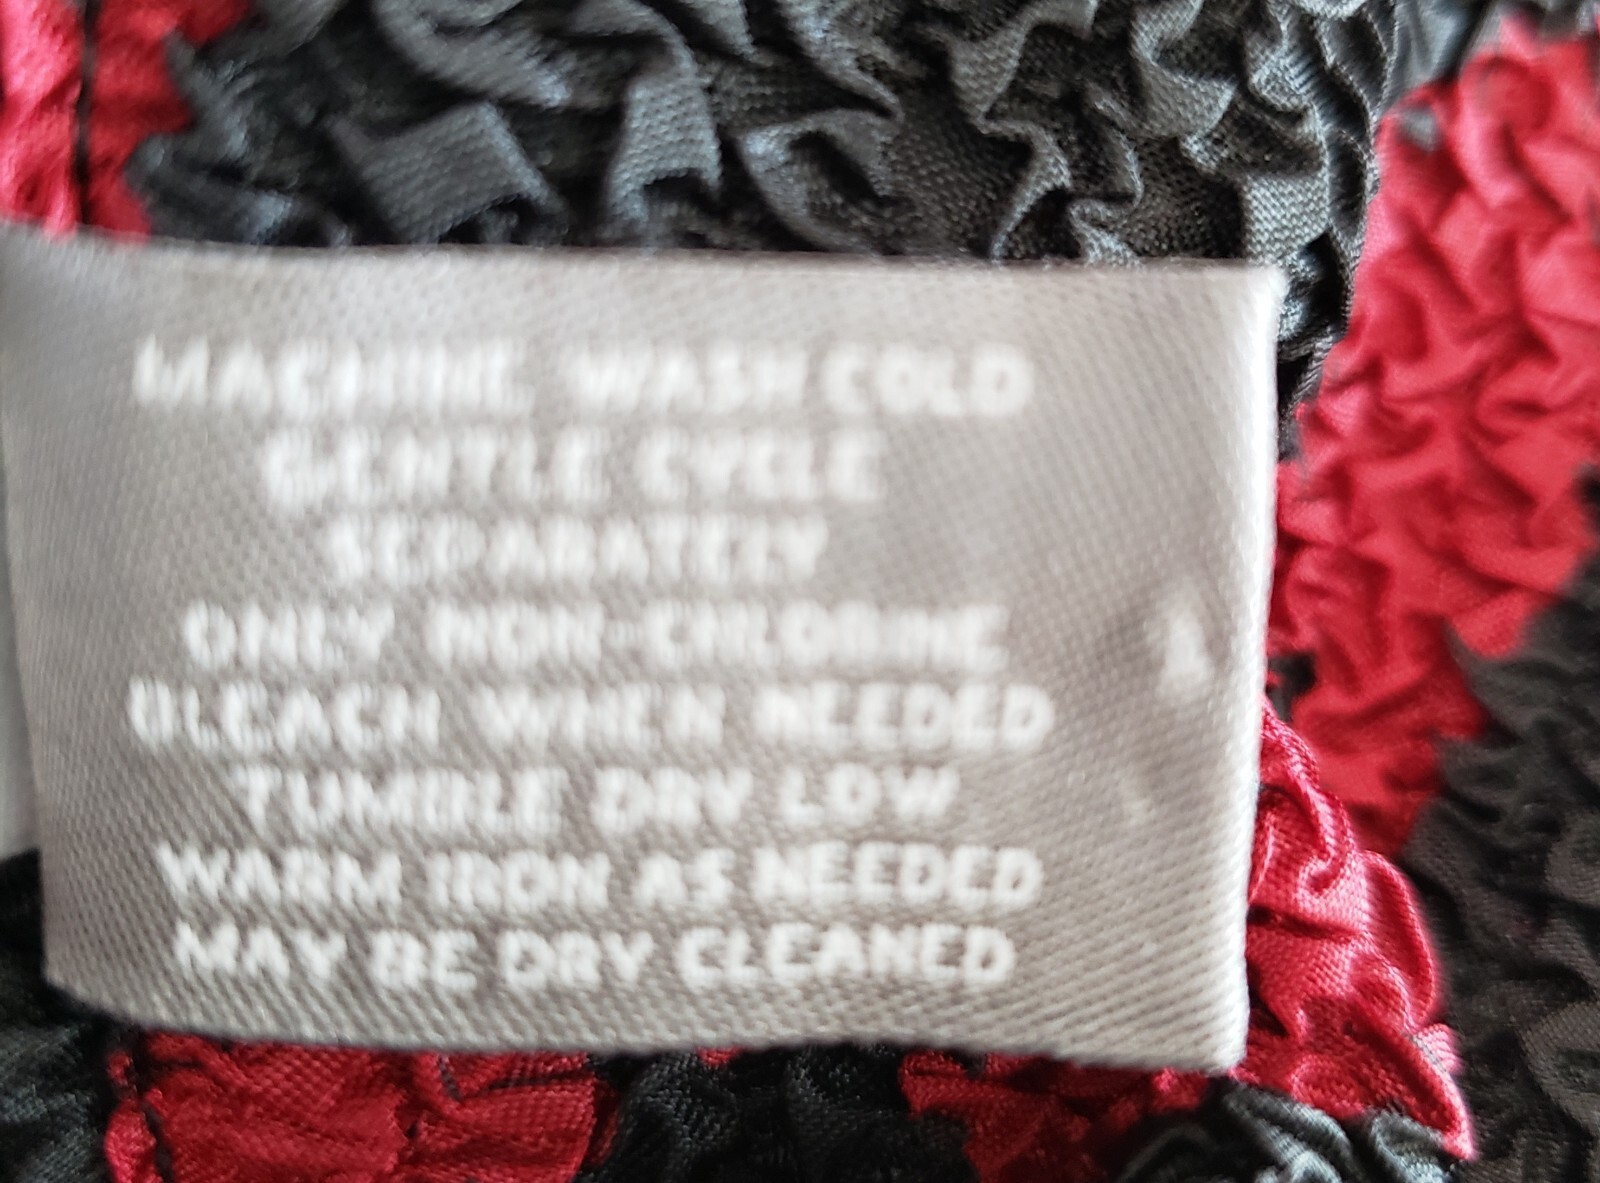 MACHINE WASH COLD
GENTLE CYCLE
SEPARATELY
ONLY NON-CHLORINE
BLEACH WHEN NEEDED
TUMBLE DRY LOW
WARM IRON AS NEEDED
MAY BE DRY CLEANED